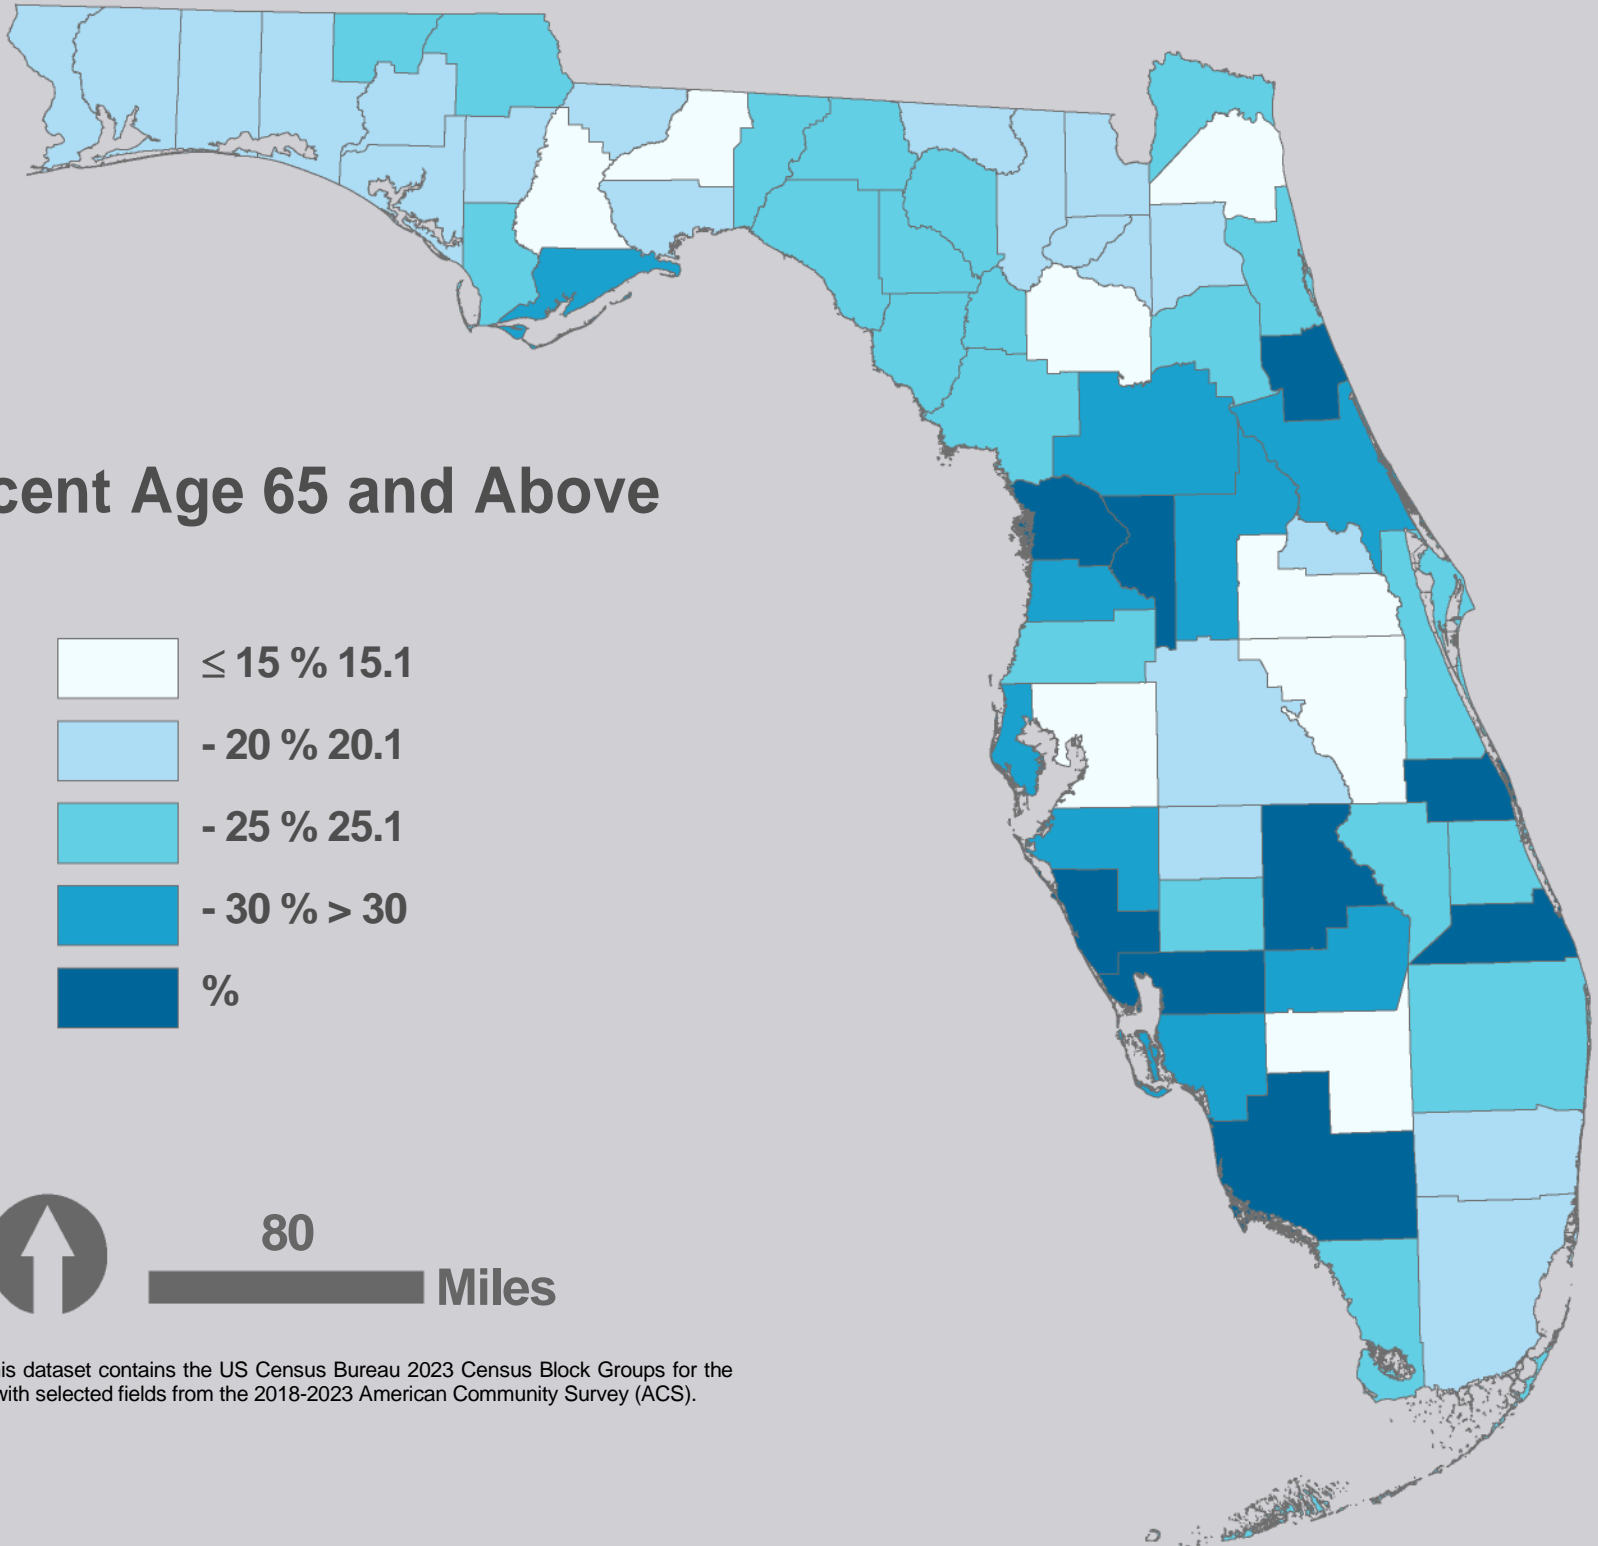 cent Age 65 and Above
≤ 15 % 15.1
- 20 % 20.1
- 25 % 25.1
- 30 % > 30
%
80
Miles
is dataset contains the US Census Bureau 2023 Census Block Groups for the
with selected fields from the 2018-2023 American Community Survey (ACS).